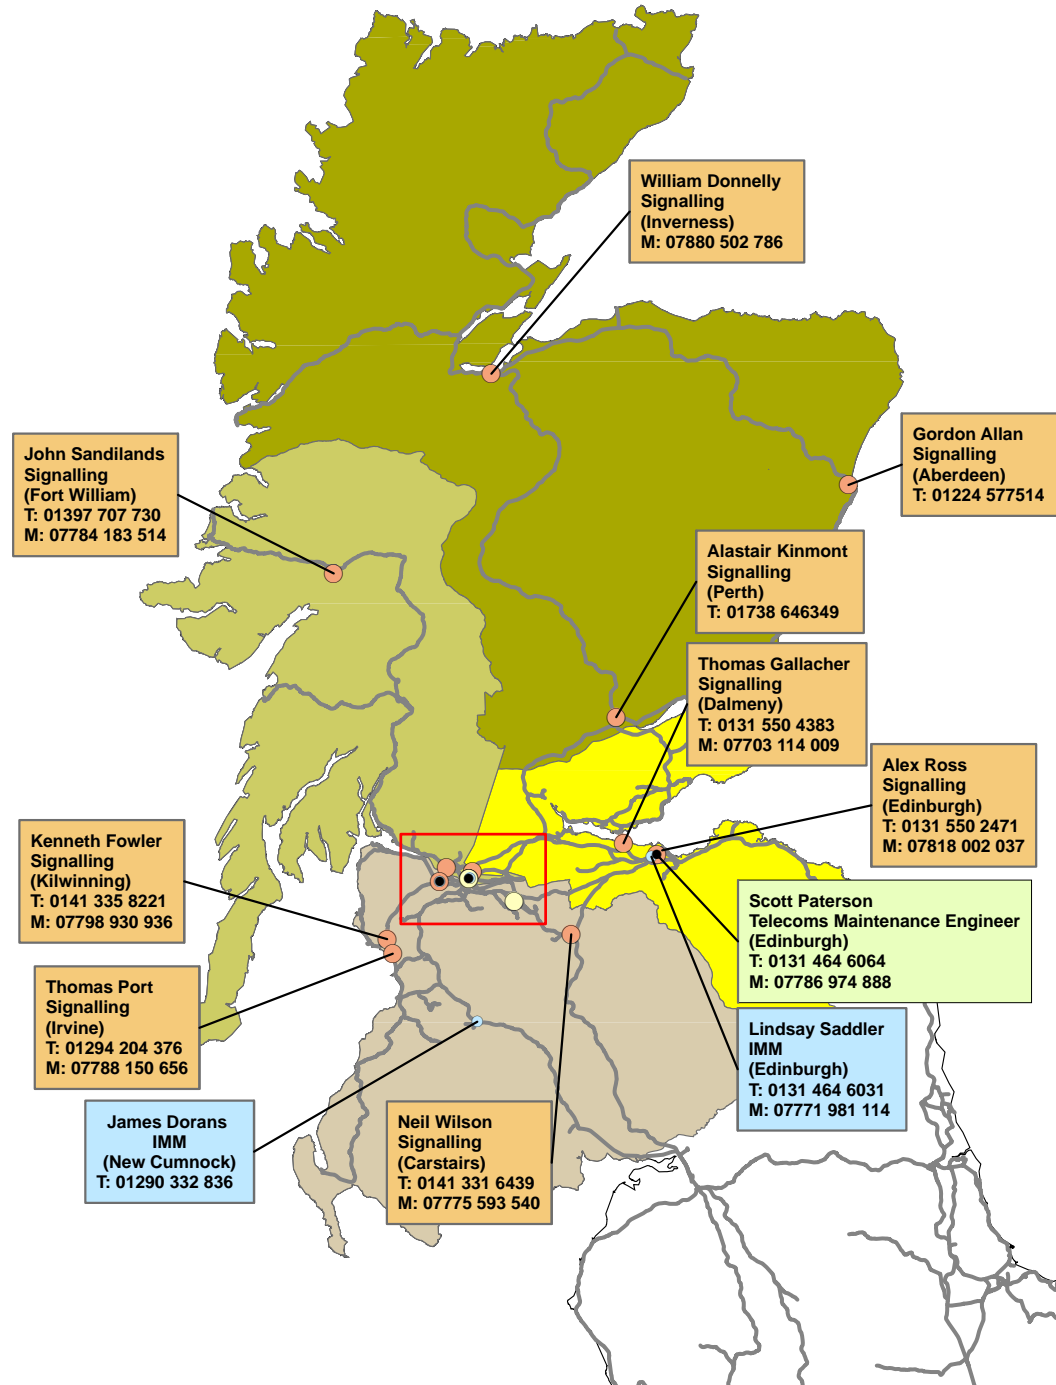 William Donnelly
Signalling
(Inverness)
M: 07880 502 786
Gordon Allan
Signalling
(Aberdeen)
T: 01224 577514
John Sandilands
Signalling
(Fort William)
T: 01397 707 730
M: 07784 183 514
Alastair Kinmont
Signalling
(Perth)
T: 01738 646349
Thomas Gallacher
Signalling
(Dalmeny)
T: 0131 550 4383
M: 07703 114 009
Alex Ross
Signalling
(Edinburgh)
T: 0131 550 2471
M: 07818 002 037
Kenneth Fowler
Signalling
(Kilwinning)
T: 0141 335 8221
M: 07798 930 936
Scott Paterson
Telecoms Maintenance Engineer
(Edinburgh)
T: 0131 464 6064
M: 07786 974 888
Thomas Port
Signalling
(Irvine)
T: 01294 204 376
M: 07788 150 656
Lindsay Saddler
IMM
(Edinburgh)
T: 0131 464 6031
M: 07771 981 114
James Dorans
IMM
(New Cumnock)
T: 01290 332 836
Neil Wilson
Signalling
(Carstairs)
T: 0141 331 6439
M: 07775 593 540